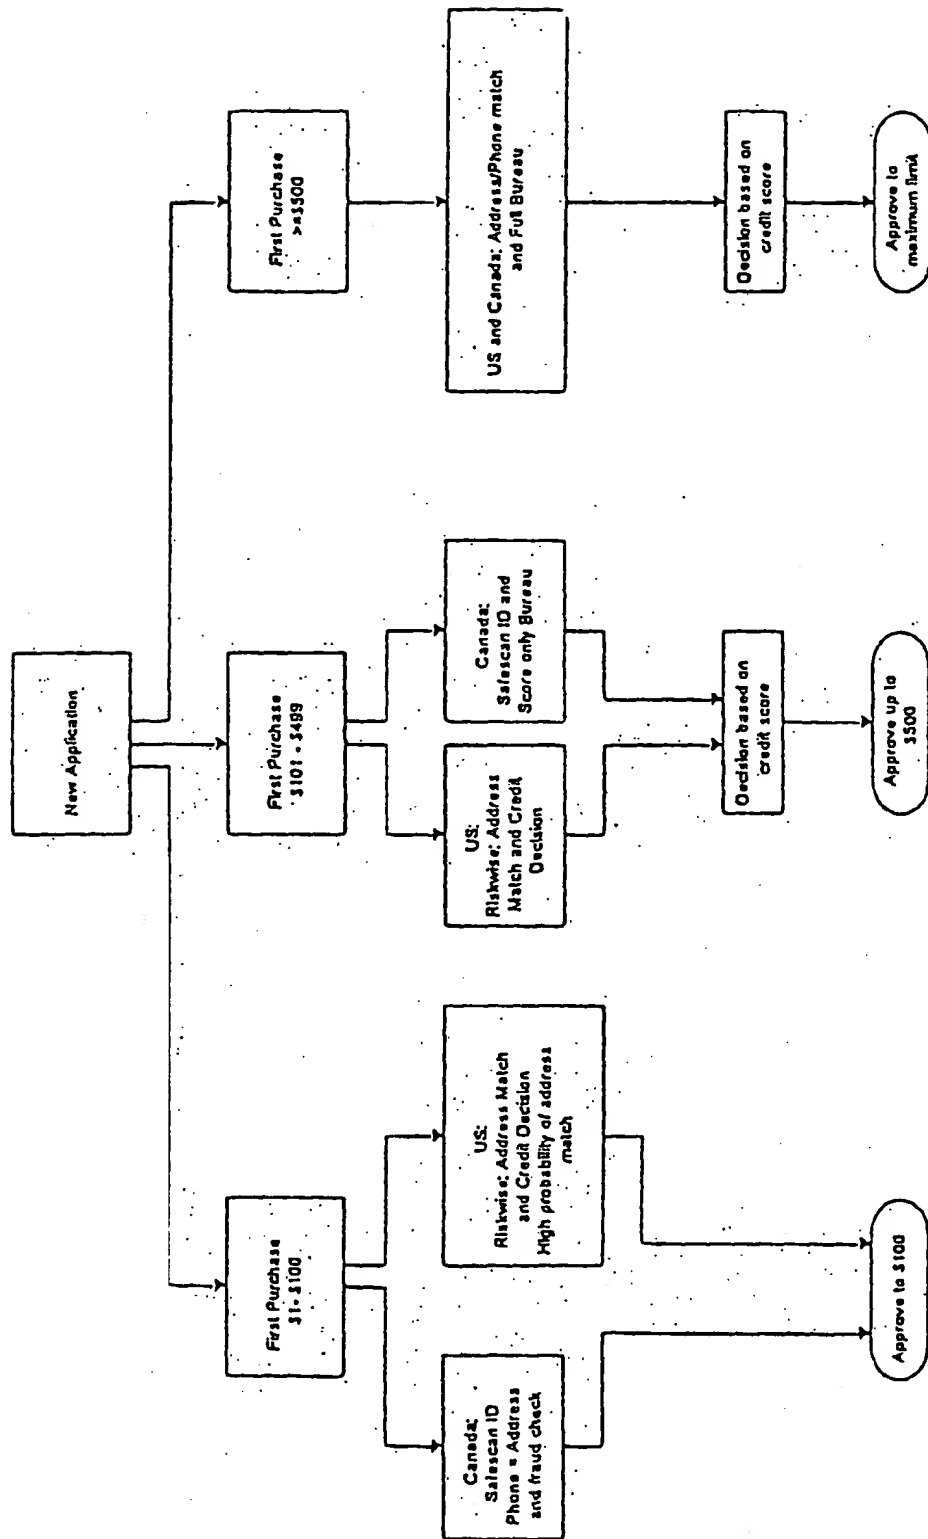 New Application
First Purchase
$1- $100
First Purchase
$101 - $499
First Purchase
>=$500
Canada:
Salescan ID
Phone = Address
and fraud check
US:
Riskwise: Address Match
and Credit Decision
High probability of address
match
US:
Riskwise: Address
Match and Credit
Decision
Canada:
Salescan ID and
Score only Bureau
US and Canada: Address/Phone match
and Full Bureau
Decision based on
credit score
Decision based on
credit score
Approve to $100
Approve up to
$500
Approve to
maximum limit